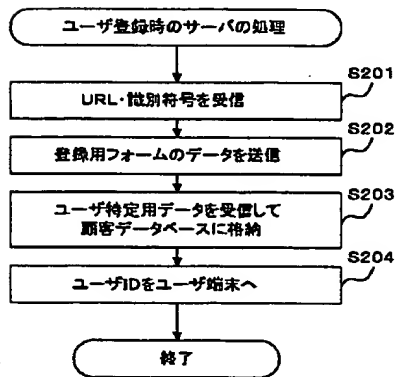 ユーザ登録時のサーバの処理
S201
URL・識別符号を受信
S202
登録用フォームのデータを送信
S203
ユーザ特定用データを受信して
顧客データベースに格納
S204
ユーザIDをユーザ端末へ
終了